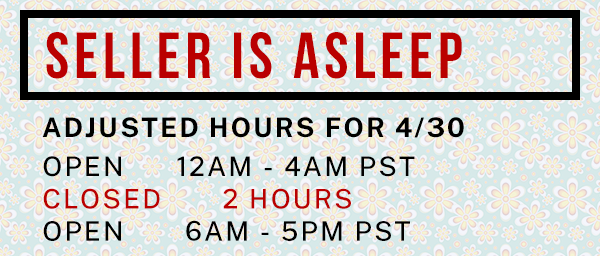 SELLER IS ASLEEP
ADJUSTED HOURS FOR 4/30
OPEN 12AM - 4AM PST
CLOSED 2 HOURS
OPEN 6AM - 5PM PST